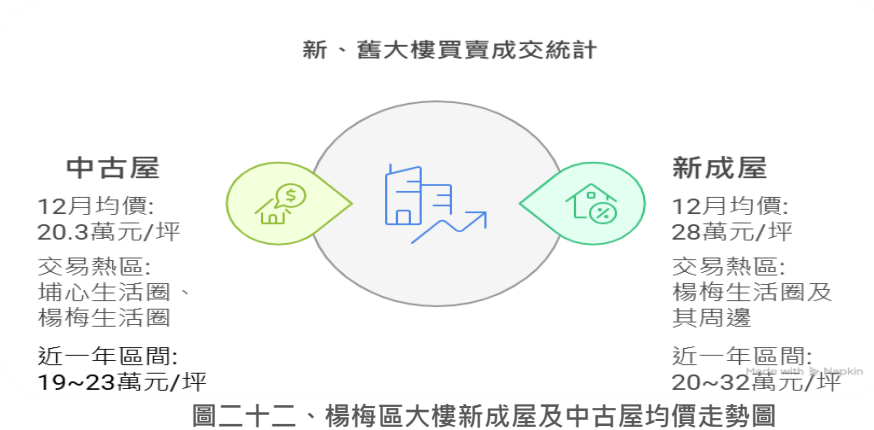 新、舊大樓買賣成交統計
中古屋
12月均價:
20.3萬元/坪
交易熱區:
埔心生活圈、
楊梅生活圈
近一年區間:
19~23萬元/坪
$
%
新成屋
12月均價:
28萬元/坪
交易熱區:
楊梅生活圈及
其周邊
近一年區間:
20~32萬元/坪
Made with Napkin
圖二十二、楊梅區大樓新成屋及中古屋均價走勢圖